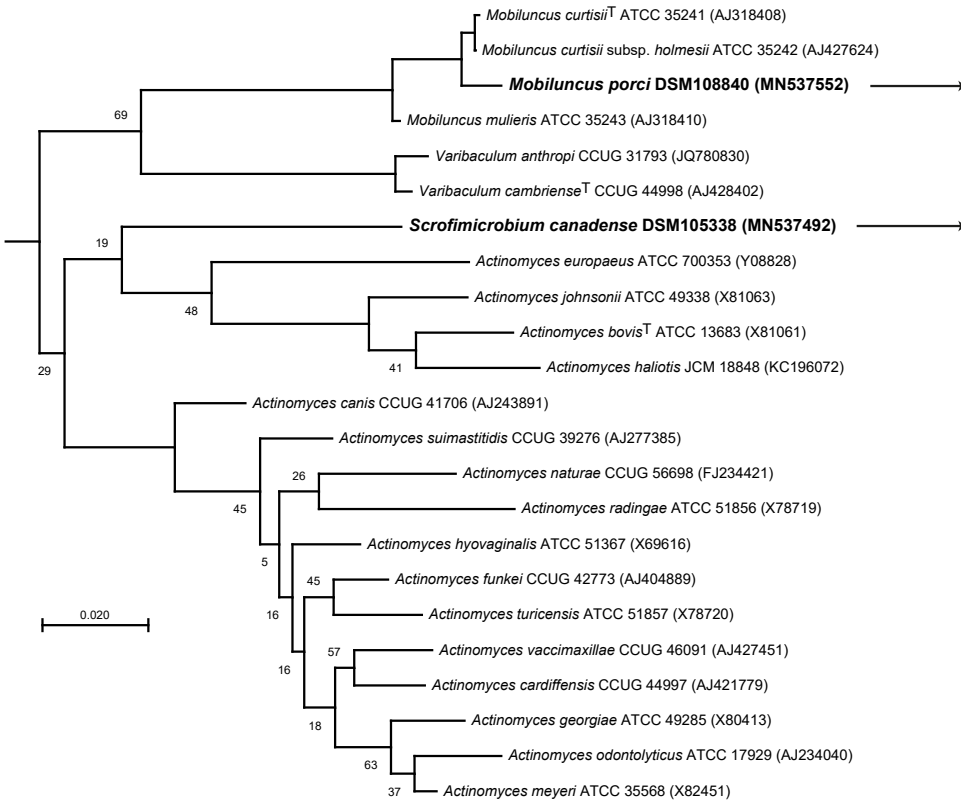 Mobiluncus curtisiiT ATCC 35241 (AJ318408)
Mobiluncus curtisii subsp. holmesii ATCC 35242 (AJ427624)
Mobiluncus porci DSM108840 (MN537552)
69
Mobiluncus mulieris ATCC 35243 (AJ318410)
Varibaculum anthropi CCUG 31793 (JQ780830)
Varibaculum cambrienseT CCUG 44998 (AJ428402)
Scrofimicrobium canadense DSM105338 (MN537492)
19
Actinomyces europaeus ATCC 700353 (Y08828)
Actinomyces johnsonii ATCC 49338 (X81063)
48
Actinomyces bovisT ATCC 13683 (X81061)
Actinomyces haliotis JCM 18848 (KC196072)
41
29
Actinomyces canis CCUG 41706 (AJ243891)
Actinomyces suimastitidis CCUG 39276 (AJ277385)
Actinomyces naturae CCUG 56698 (FJ234421)
26
Actinomyces radingae ATCC 51856 (X78719)
45
Actinomyces hyovaginalis ATCC 51367 (X69616)
5
Actinomyces funkei CCUG 42773 (AJ404889)
45
Actinomyces turicensis ATCC 51857 (X78720)
0.020
16
Actinomyces vaccimaxillae CCUG 46091 (AJ427451)
57
16
Actinomyces cardiffensis CCUG 44997 (AJ421779)
Actinomyces georgiae ATCC 49285 (X80413)
18
Actinomyces odontolyticus ATCC 17929 (AJ234040)
63
Actinomyces meyeri ATCC 35568 (X82451)
37